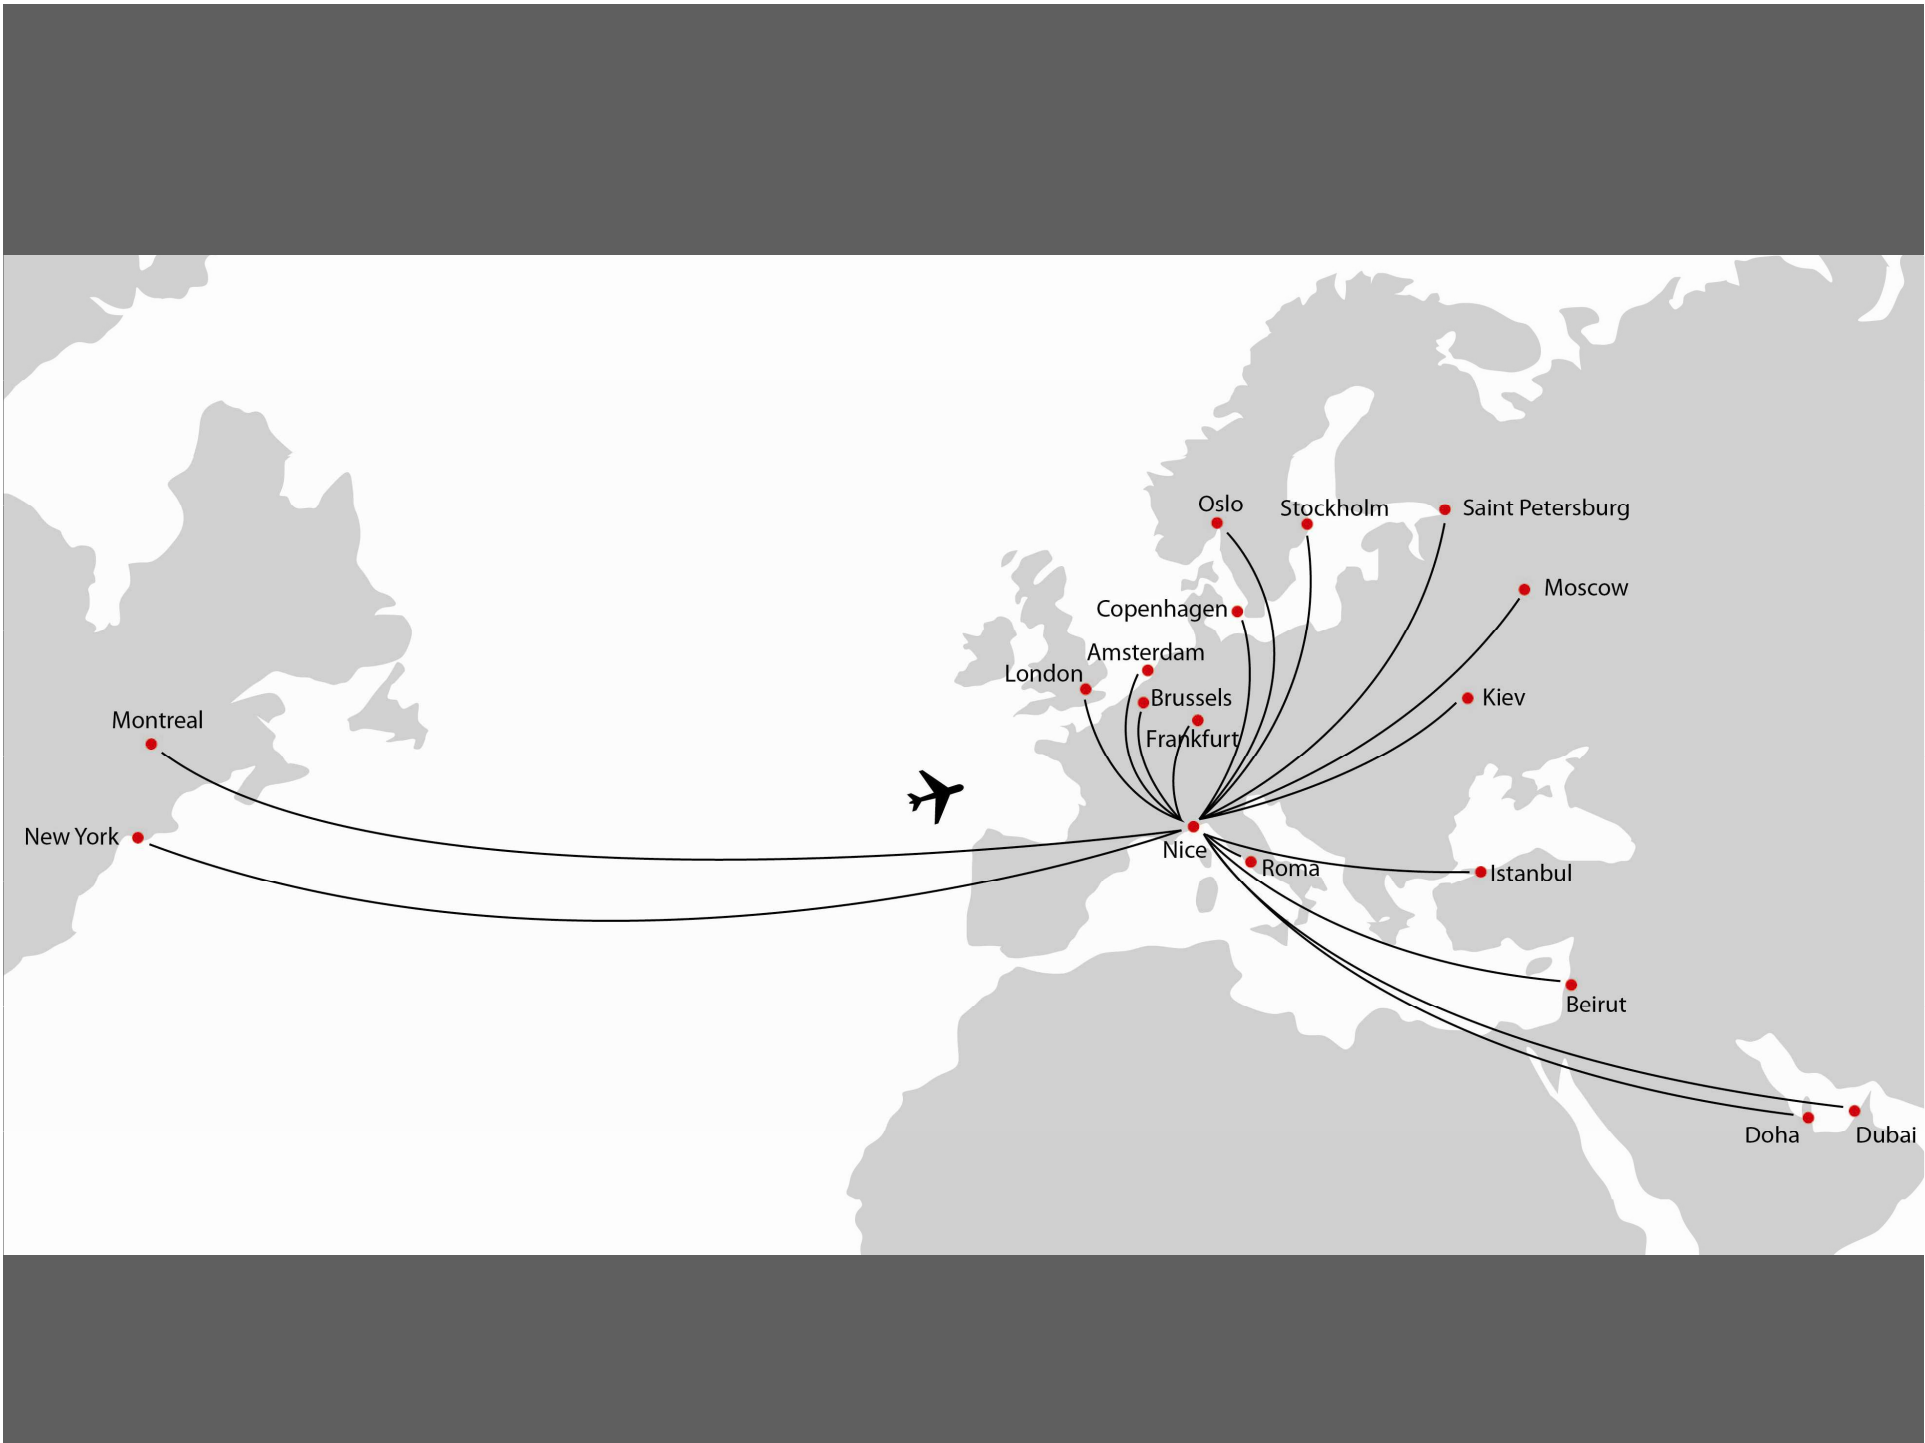 Oslo
Stockholm
Saint Petersburg
Moscow
Copenhagen
Amsterdam
London
Brussels
Kiev
Montreal
Frankfurt
New York
Nice
Roma
Istanbul
Beirut
Doha
Dubai